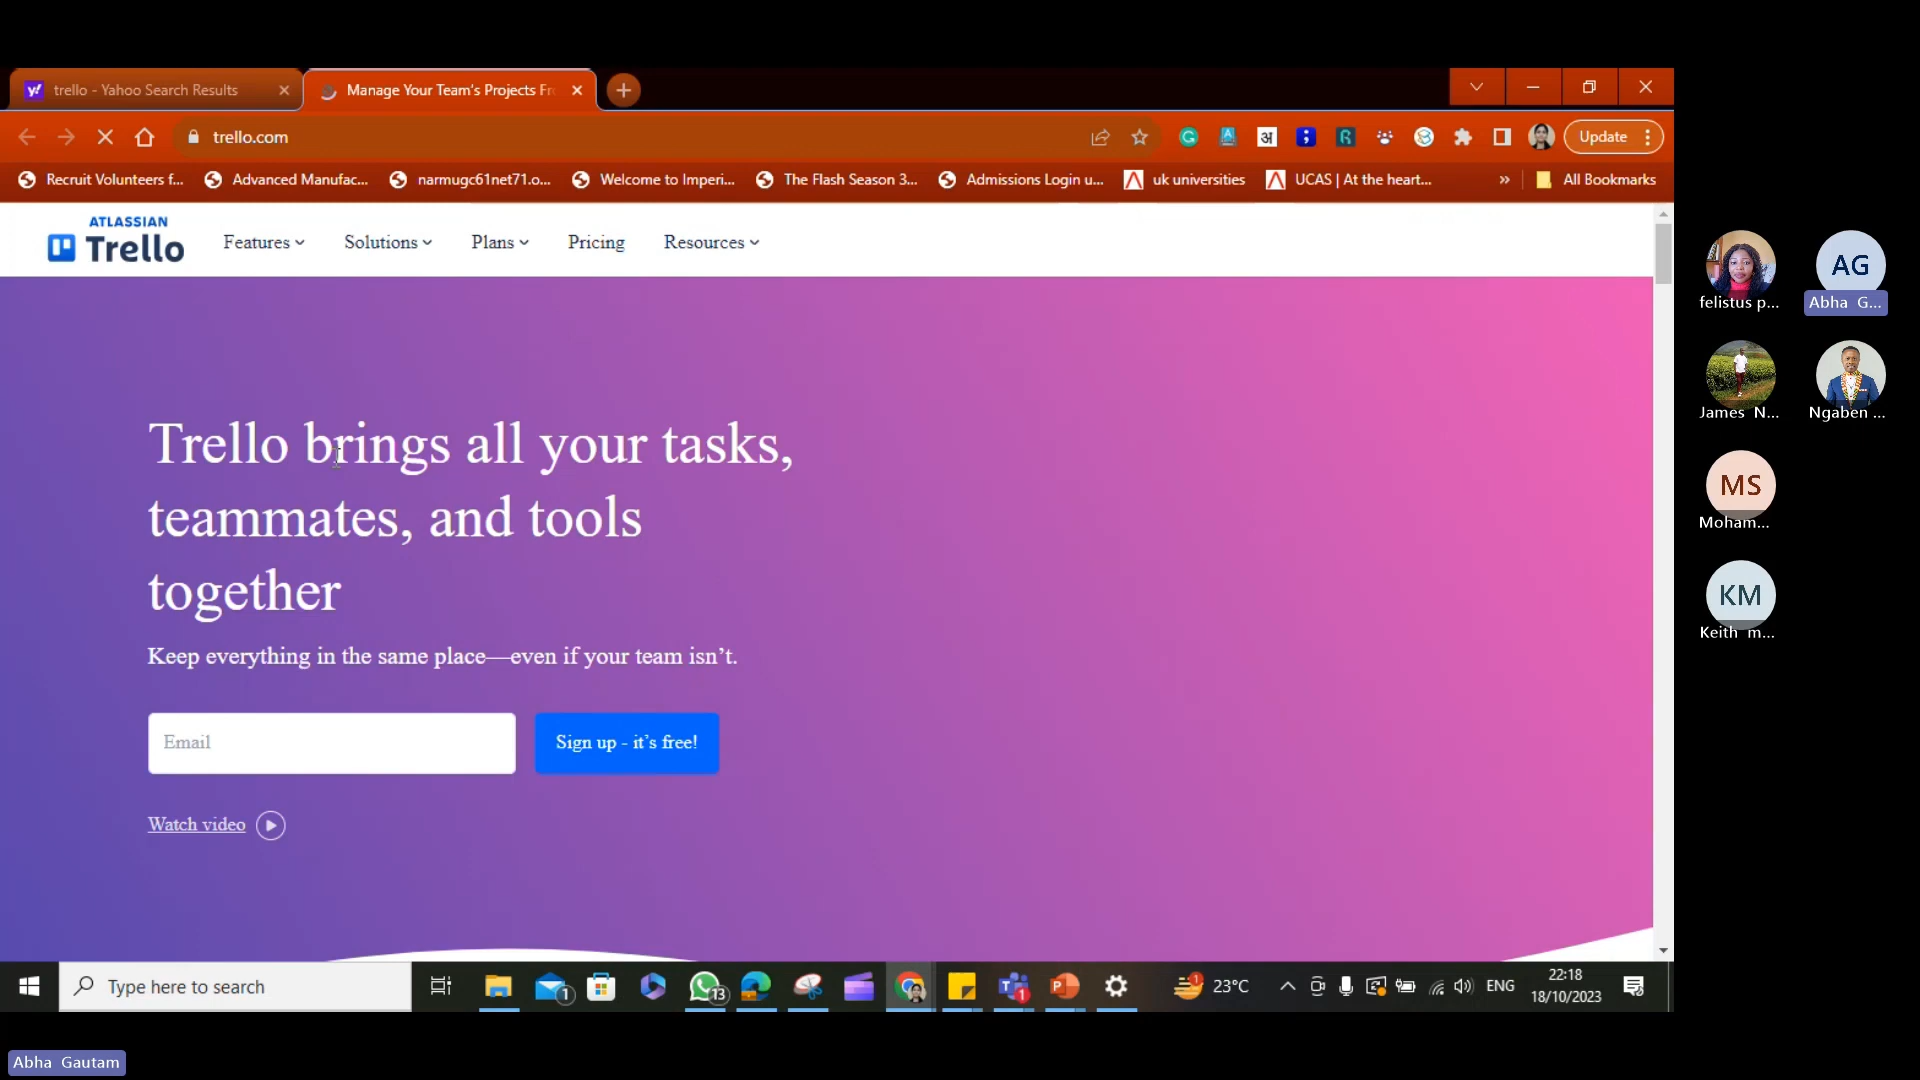 trello - Yahoo Search Results
Manage Your Team's Projects Fr
trello.com
Update
Recruit Volunteers f...
Advanced Manufac...
narmugc61net71.o...
Welcome to Imperi...
The Flash Season 3...
Admissions Login u...
uk universities
UCAS | At the heart...
»
All Bookmarks
ATLASSIAN
Trello
Features
Solutions
Plans
Pricing
Resources
Trello brings all your tasks,
teammates, and tools
together
Keep everything in the same place—even if your team isn't.
Email
Sign up - it's free!
Watch video
AG
felistus p...
Abha G...
James N...
Ngaben ...
MS
Moham...
KM
Keith m...
Type here to search
1
13
1
1
23°C
ENG
22:18
18/10/2023
Abha Gautam